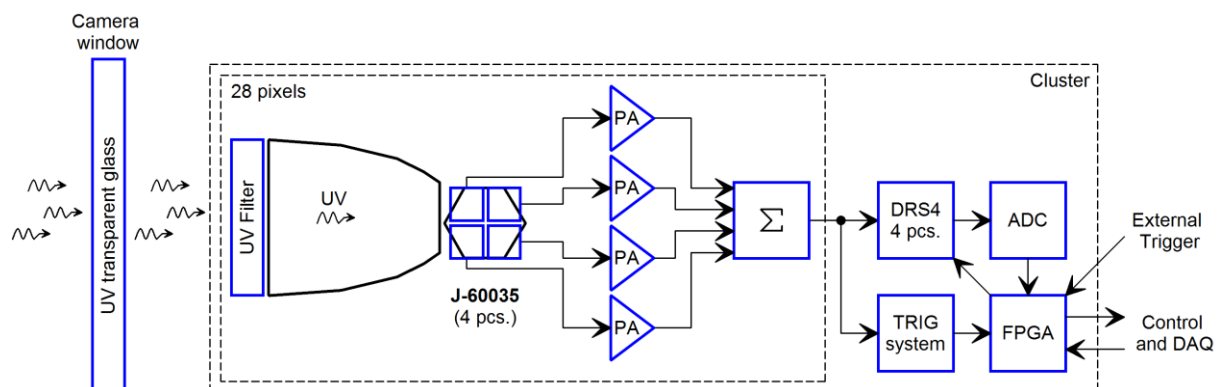 Camera
window
UV transparent glass
28 pixels
Cluster
UV Filter
UV
J-60035
(4 pcs.)
PA
PA
PA
PA
Σ
DRS4
4 pcs.
ADC
TRIG
system
FPGA
External
Trigger
Control
and DAQ